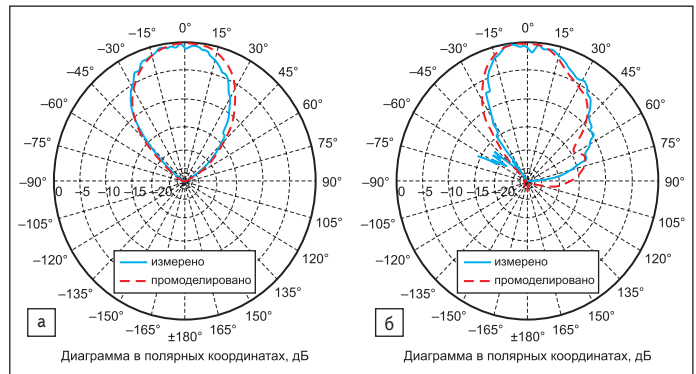 0°
–15° 15°
–30° 30°
–45° 45°
–60° 60°
–75° 75°
–90° 90°
0 –5 –10 –15 –20
–105° 105°
–120° 120°
–135° 135°
–150° 150°
–165° 165°
±180°
измерено
промоделировано
а
Диаграмма в полярных координатах, дБ
0°
–15° 15°
–30° 30°
–45° 45°
–60° 60°
–75° 75°
–90° 90°
0 –5 –10 –15 –20
–105° 105°
–120° 120°
–135° 135°
–150° 150°
–165° 165°
±180°
измерено
промоделировано
б
Диаграмма в полярных координатах, дБ